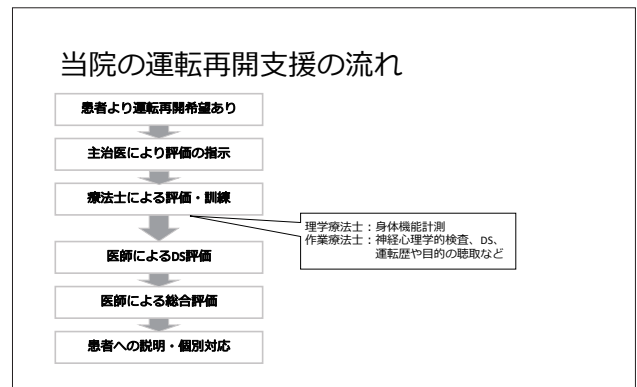 当院の運転再開支援の流れ
患者より運転再開希望あり
主治医により評価の指示
療法士による評価・訓練
理学療法士：身体機能計測
作業療法士：神経心理学的検査、DS、
運転歴や目的の聴取など
医師によるDS評価
医師による総合評価
患者への説明・個別対応